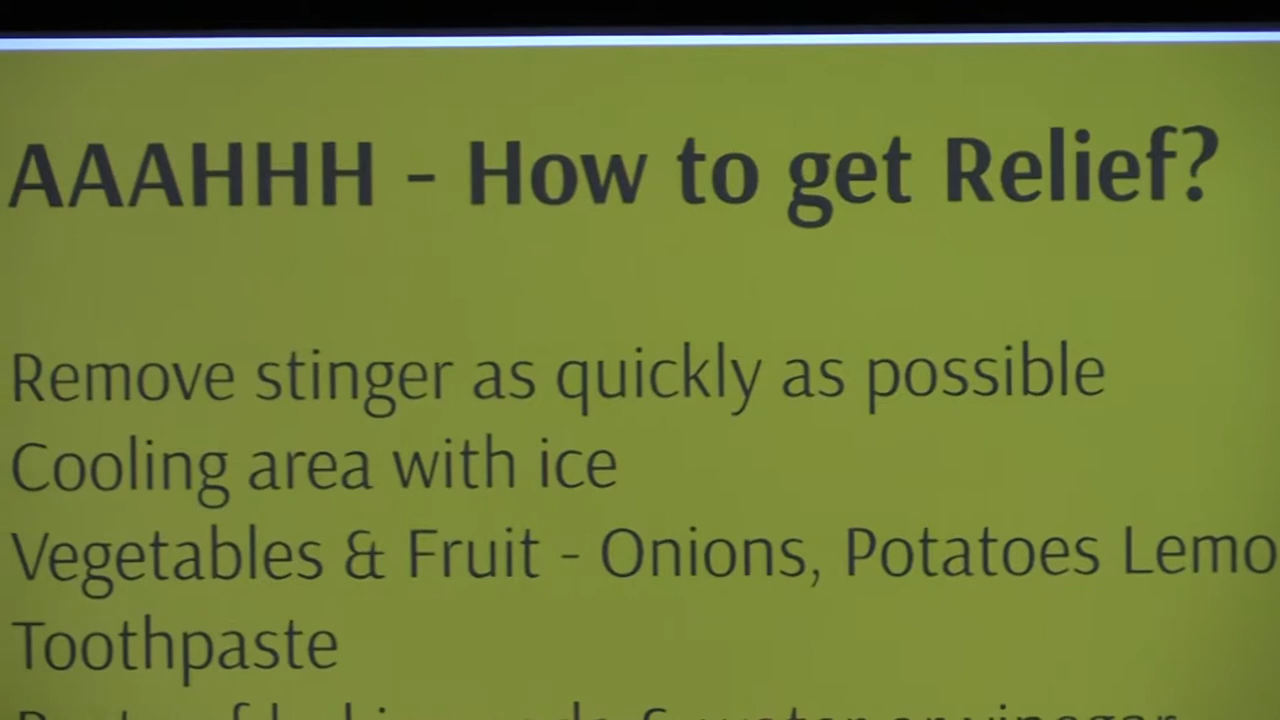 AAAHHH - How to get Relief?
Remove stinger as quickly as possible
Cooling area with ice
Vegetables & Fruit - Onions, Potatoes Lemo
Toothpaste